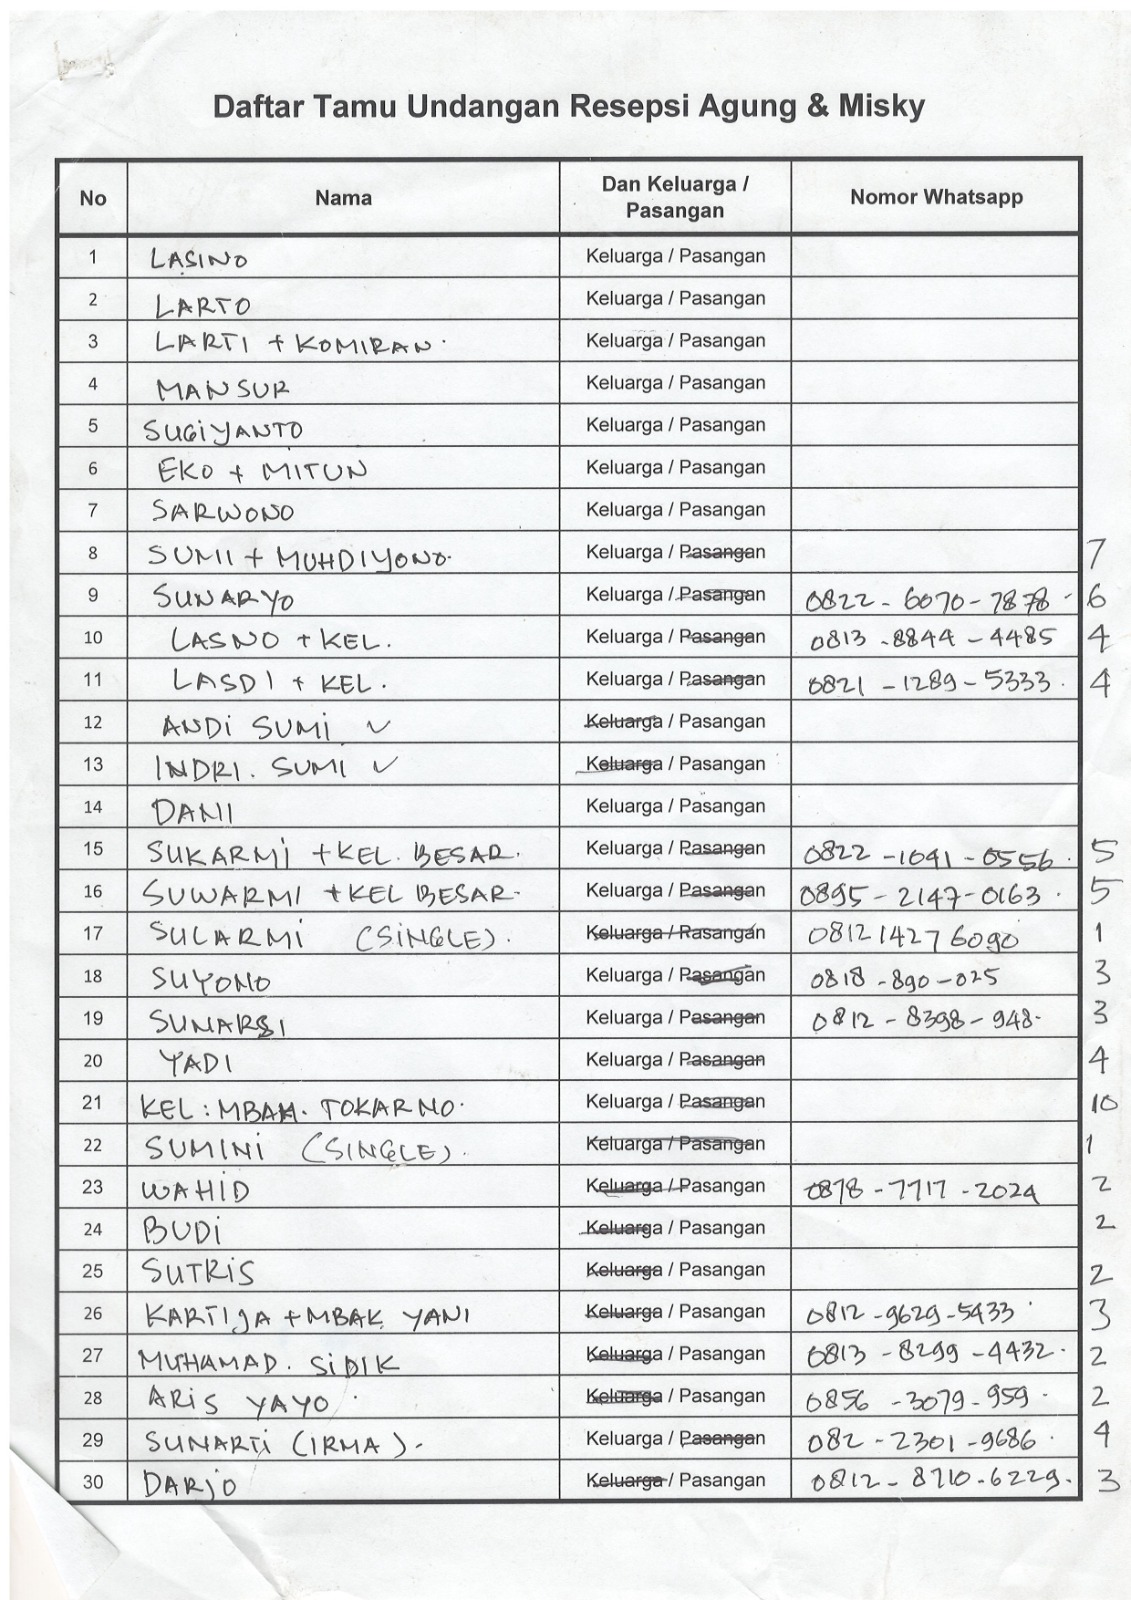 Daftar Tamu Undangan Resepsi Agung & Misky
No Nama Dan Keluarga / Pasangan Nomor Whatsapp
1 LASINO Keluarga / Pasangan
2 LARTO Keluarga / Pasangan
3 LARTI + KOMIRAN. Keluarga / Pasangan
4 MANSUR Keluarga / Pasangan
5 SUGIYANTO Keluarga / Pasangan
6 EKO + MITUN Keluarga / Pasangan
7 SARWONO Keluarga / Pasangan
8 SUMI + MUHDIYONO. Keluarga / Pasangan 7
9 SUNARYO Keluarga / Pasangan 0822 - 6070 - 7878 - 6
10 LASNO + KEL. Keluarga / Pasangan 0813 - 8844 - 4485 4
11 LASDI + KEL. Keluarga / Pasangan 0821 - 1289 - 5333. 4
12 ANDI SUMI ✓ Keluarga / Pasangan
13 INDRI. SUMI ✓ Keluarga / Pasangan
14 DANI Keluarga / Pasangan
15 SUKARMI + KEL. BESAR. Keluarga / Pasangan 0822 - 1041 - 0556. 5
16 SUWARMI + KEL BESAR. Keluarga / Pasangan 0895 - 2147 - 0163. 5
17 SULARMI (SINGLE). Keluarga / Pasangan 0812 1427 6090 1
18 SUYONO Keluarga / Pasangan 0818 - 890 - 025 3
19 SUNARSI Keluarga / Pasangan 0812 - 8398 - 948. 3
20 YADI Keluarga / Pasangan 4
21 KEL : MBAH. TOKARNO. Keluarga / Pasangan 10
22 SUMINI (SINGLE). Keluarga / Pasangan 1
23 WAHID Keluarga / Pasangan 0878 - 7717 - 2024 2
24 BUDI Keluarga / Pasangan 2
25 SUTRIS Keluarga / Pasangan 2
26 KARTIJA + MBAK YANI Keluarga / Pasangan 0812 - 9629 - 5433. 3
27 MUHAMAD. SIDIK Keluarga / Pasangan 0813 - 8299 - 4432. 2
28 ARIS YAYO. Keluarga / Pasangan 0856 - 3079 - 959. 2
29 SUNARTI (IRMA). Keluarga / Pasangan 082 - 2301 - 9686. 4
30 DARJO Keluarga / Pasangan 0812 - 8710 - 6229. 3